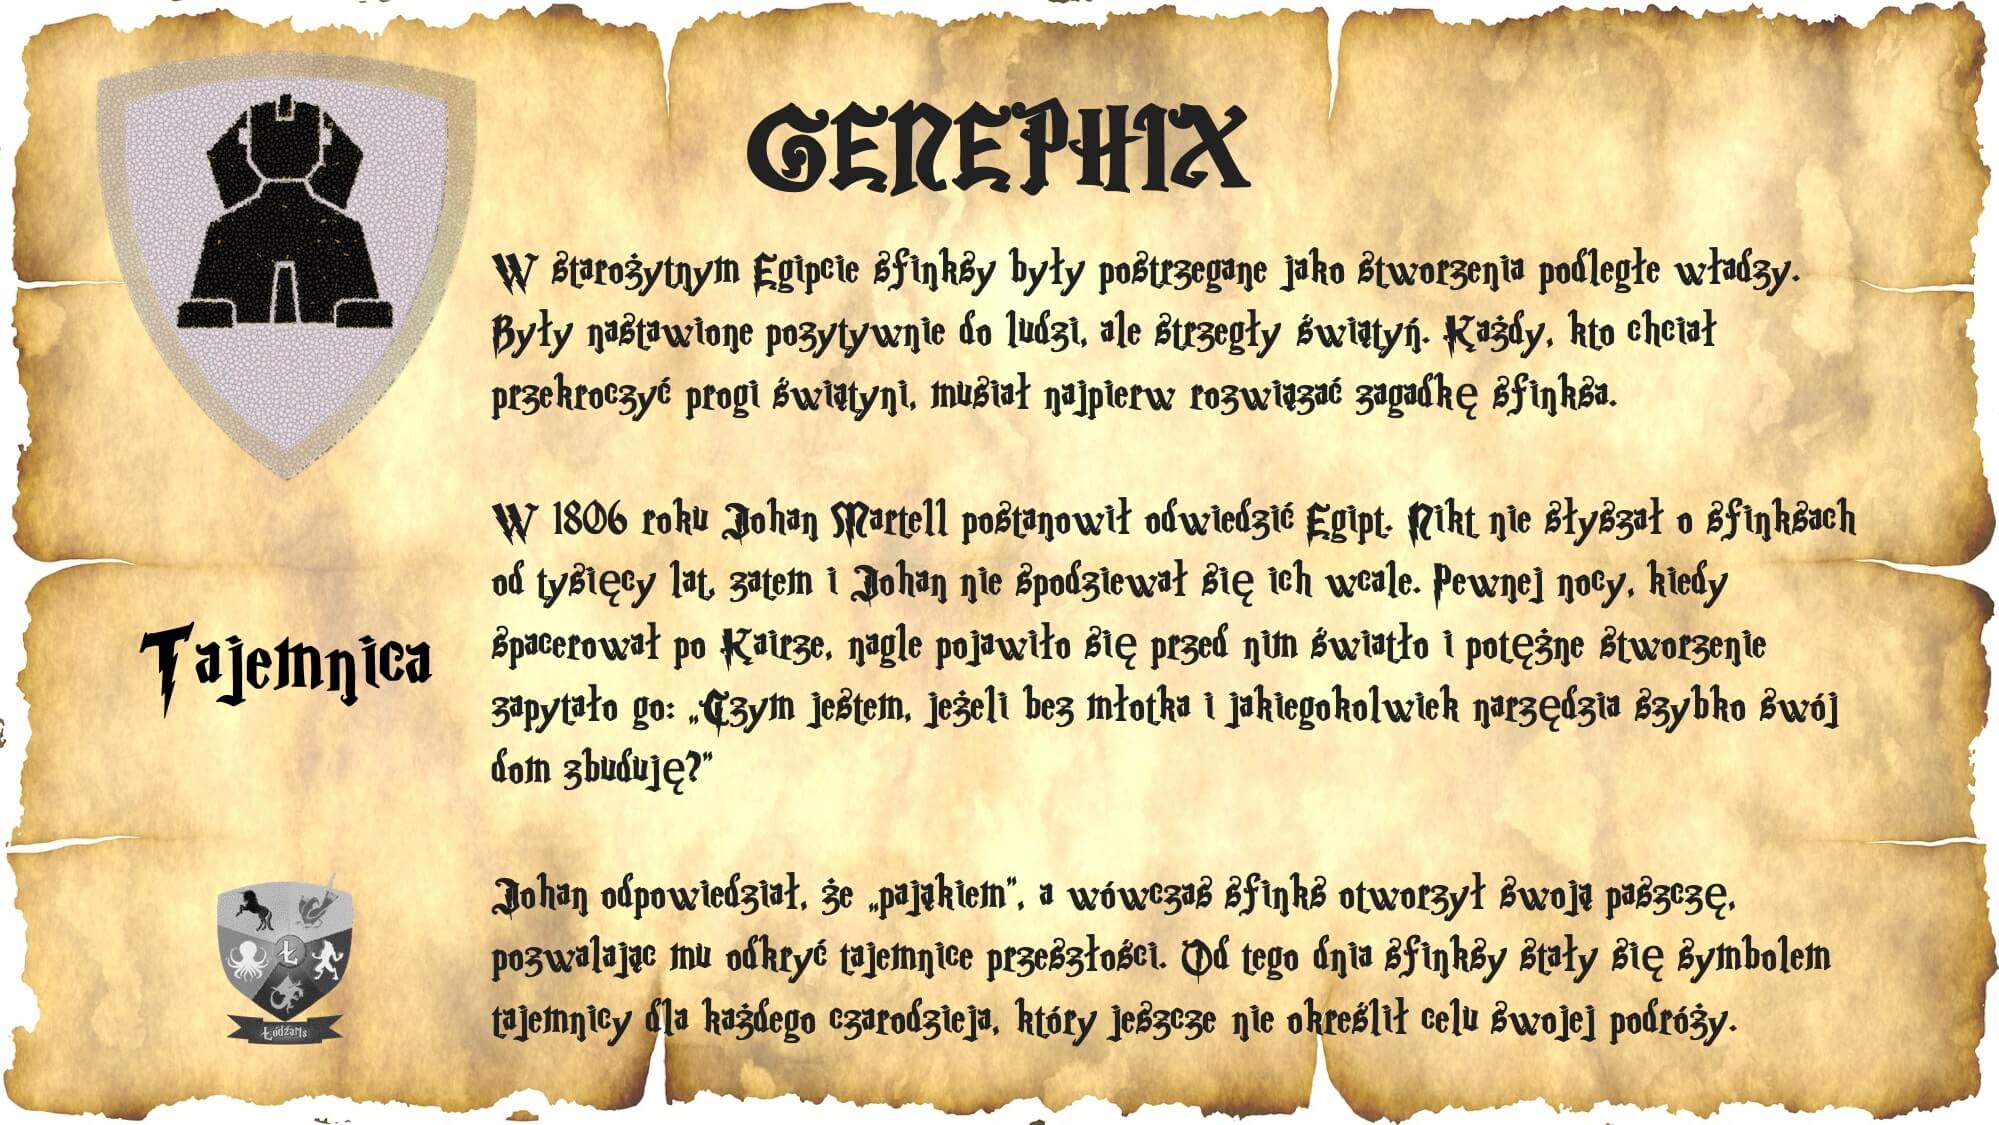 GENEPHIX
W starożytnym Egipcie sfinksy były postrzegane jako stworzenia podległe władzy.
Były nastawione pozytywnie do ludzi, ale strzegły świątyń. Każdy, kto chciał
przekroczyć progi świątyni, musiał najpierw rozwiązać zagadkę sfinksa.
W 1806 roku Johan Martell postanowił odwiedzić Egipt. Nikt nie słyszał o sfinksach
od tysięcy lat, zatem i Johan nie spodziewał się ich wcale. Pewnej nocy, kiedy
spacerował po Kairze, nagle pojawiło się przed nim światło i potężne stworzenie
zapytało go: „Czym jestem, jeżeli bez młotka i jakiegokolwiek narzędzia szybko swój
dom zbuduję?”
Johan odpowiedział, że „pająkiem”, a wówczas sfinks otworzył swoją paszczę,
pozwalając mu odkryć tajemnice przeszłości. Od tego dnia sfinksy stały się symbolem
tajemnicy dla każdego czarodzieja, który jeszcze nie określił celu swojej podróży.
Tajemnica
Ł
Łodzarts